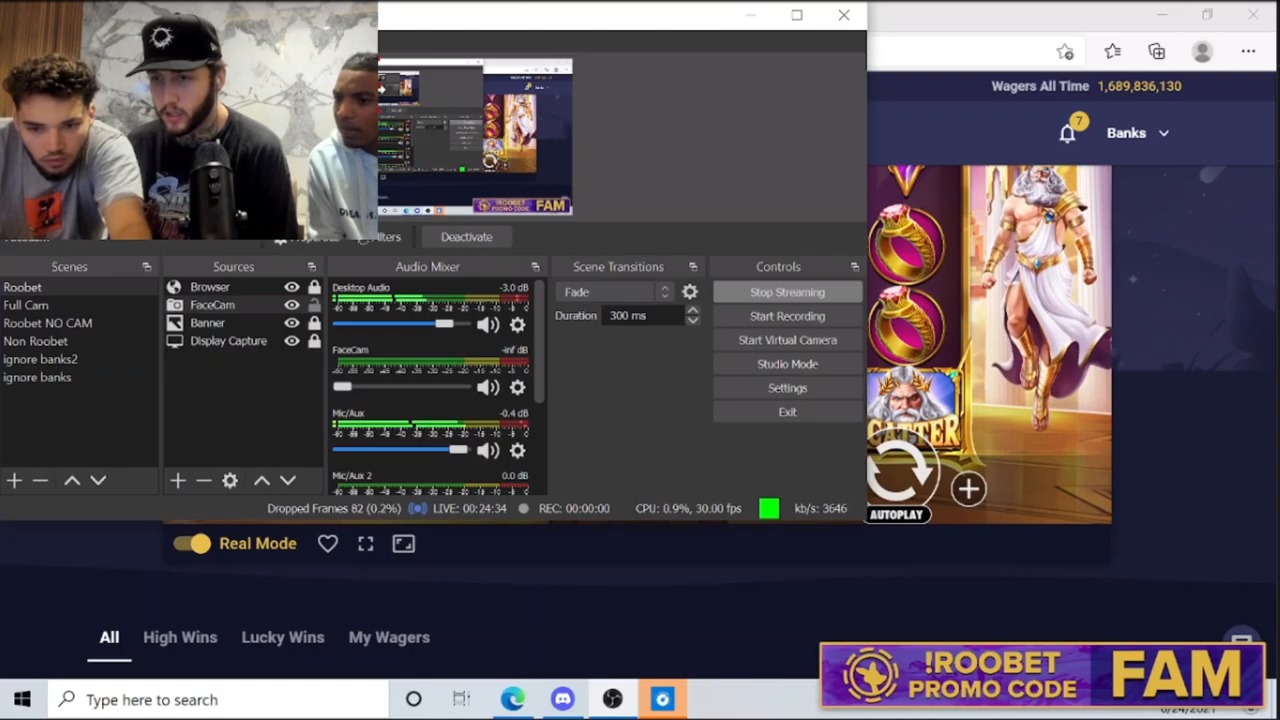 Wagers All Time 1,689,836,130
7
Banks
Filters
Deactivate
Scenes
Roobet
Full Cam
Roobet NO CAM
Non Roobet
ignore banks2
ignore banks
Sources
Browser
FaceCam
Banner
Display Capture
Audio Mixer
Desktop Audio -3.0 dB
FaceCam -inf dB
Mic/Aux -0.4 dB
Mic/Aux 2 0.0 dB
Scene Transitions
Fade
Duration 300 ms
Controls
Stop Streaming
Start Recording
Start Virtual Camera
Studio Mode
Settings
Exit
Dropped Frames 82 (0.2%) LIVE: 00:24:34 REC: 00:00:00 CPU: 0.9%, 30.00 fps kb/s: 3646
SCATTER
AUTOPLAY
Real Mode
All High Wins Lucky Wins My Wagers
!ROOBET
PROMO CODE FAM
Type here to search
6/24/2021